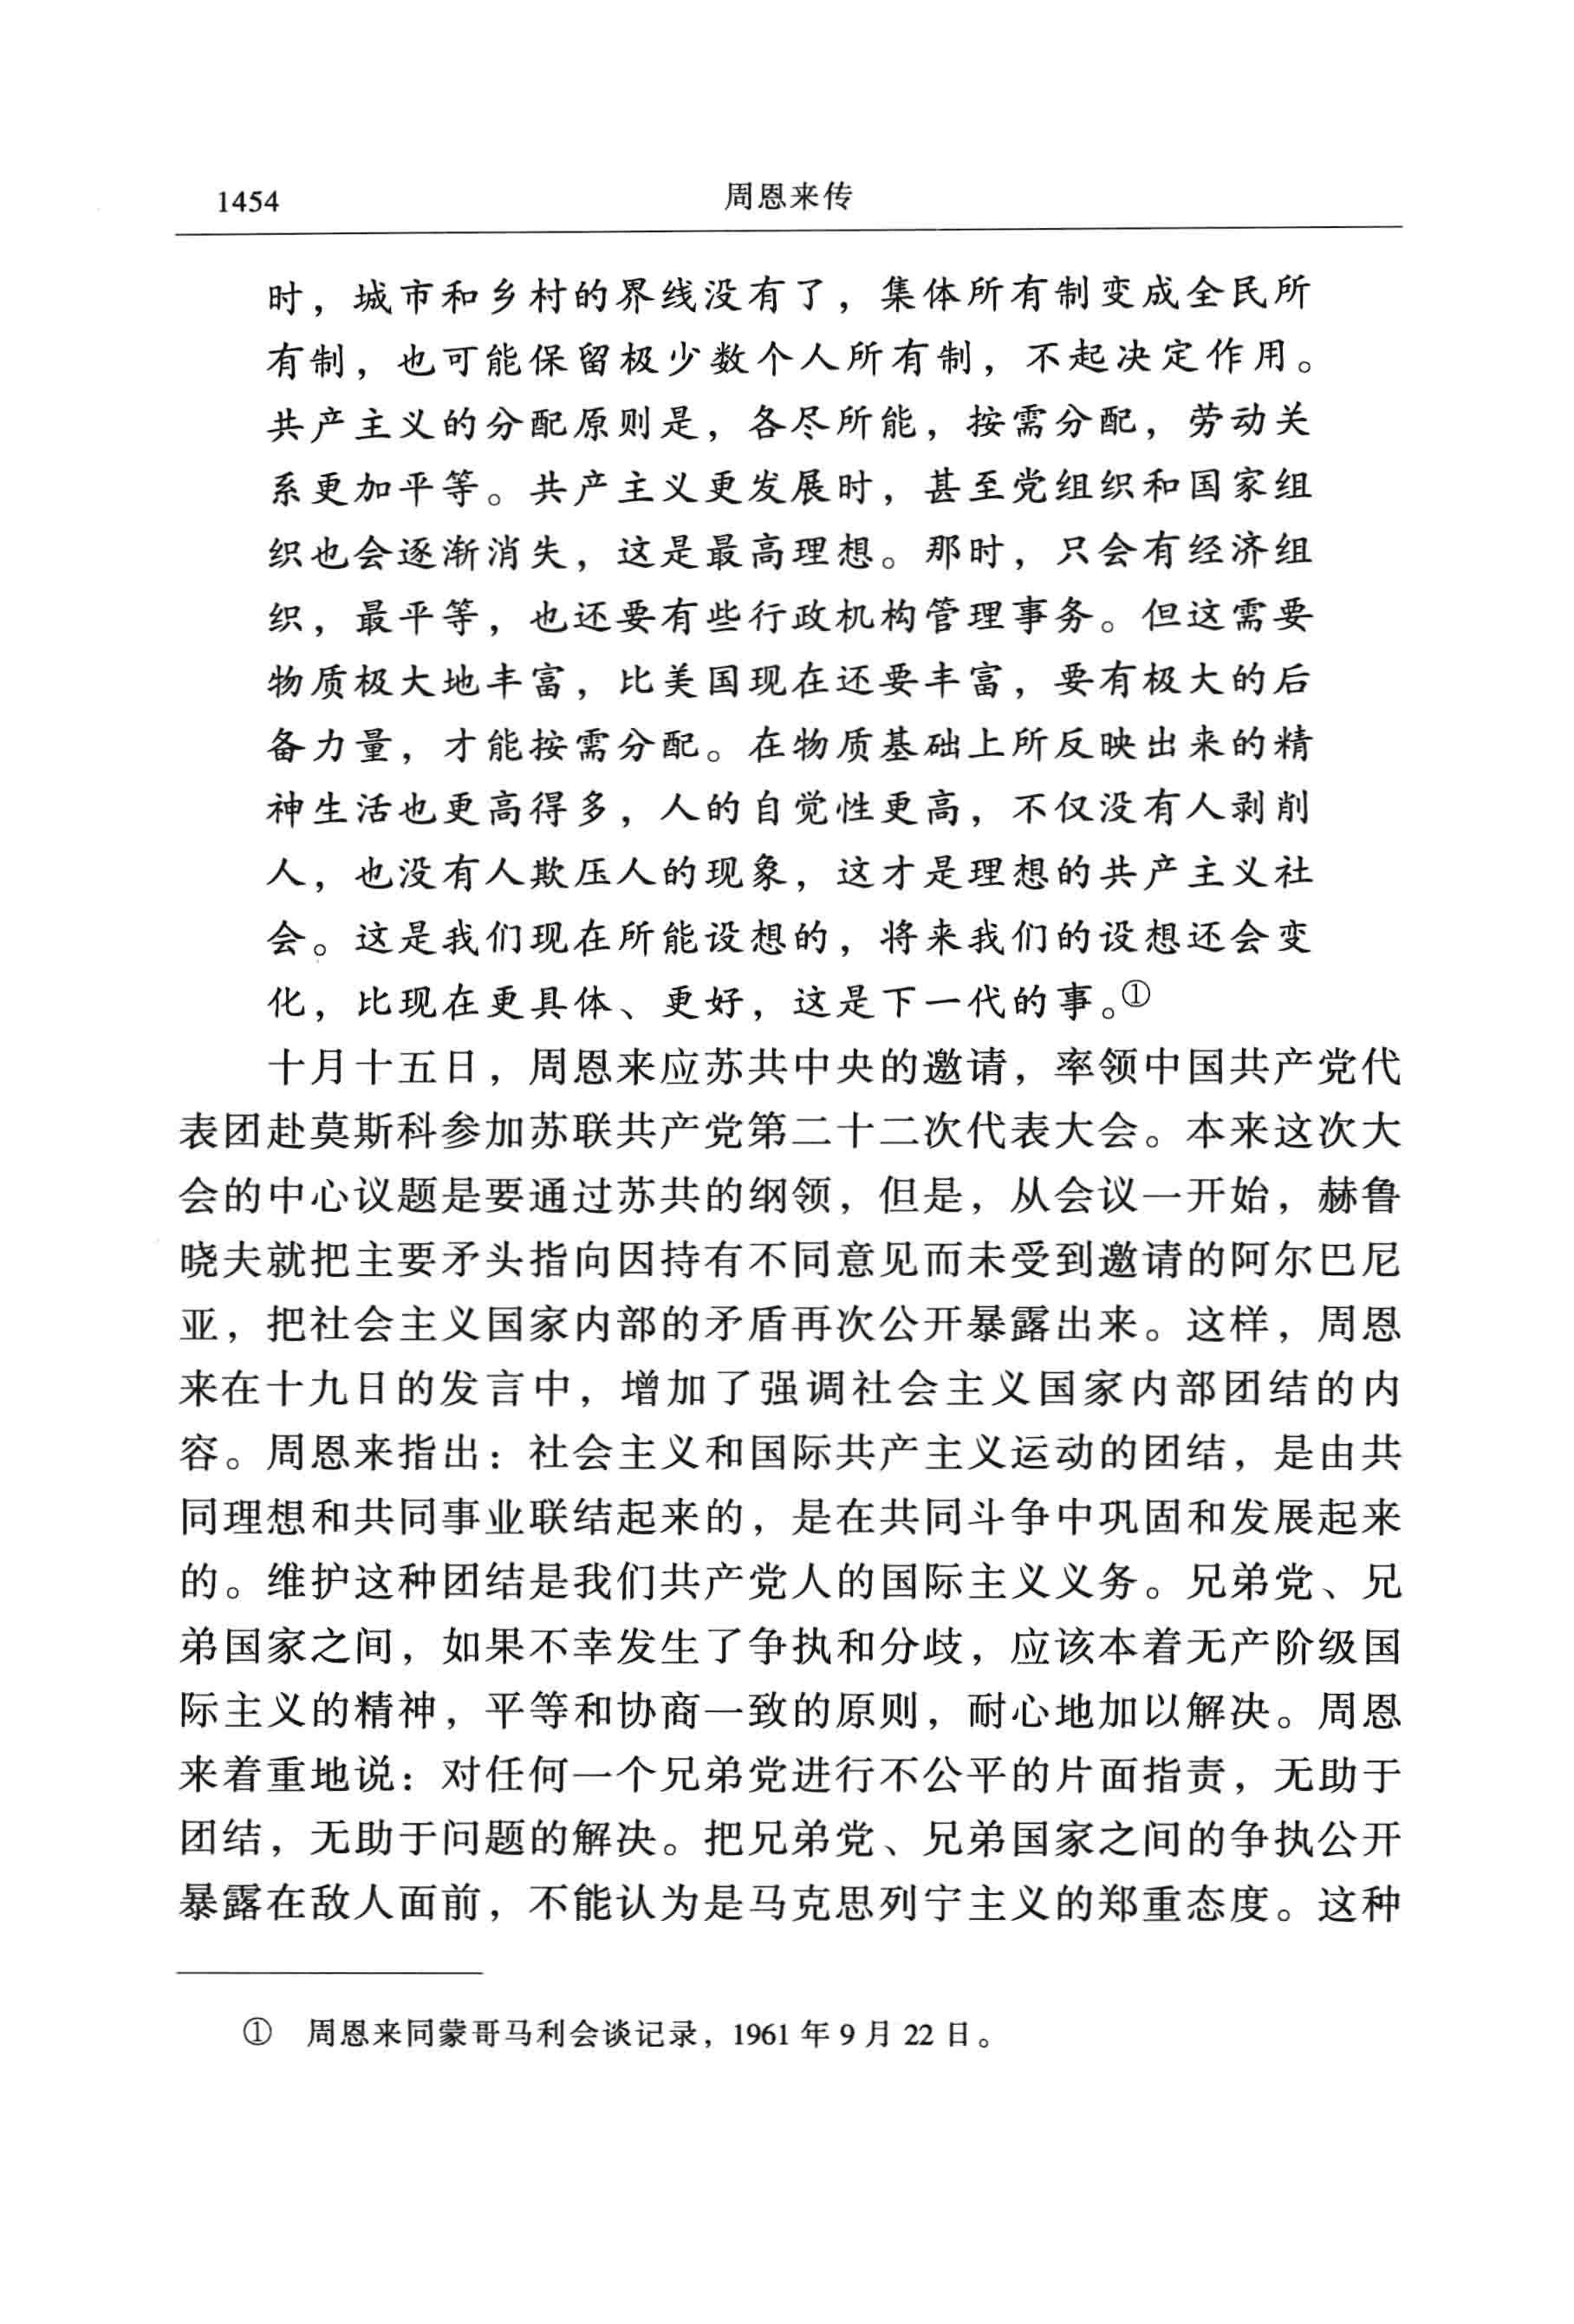 1454
周恩来传
时，城市和乡村的界线没有了，集体所有制变成全民所
有制，也可能保留极少数个人所有制，不起决定作用。
共产主义的分配原则是，各尽所能，按需分配，劳动关
系更加平等。共产主义更发展时，甚至党组织和国家组
织也会逐渐消失，这是最高理想。那时，只会有经济组
织，最平等，也还要有些行政机构管理事务。但这需要
物质极大地丰富，比美国现在还要丰富，要有极大的后
备力量，才能按需分配。在物质基础上所反映出来的精
神生活也更高得多，人的自觉性更高，不仅没有人剥削
人，也没有人欺压人的现象，这才是理想的共产主义社
会。这是我们现在所能设想的，将来我们的设想还会变
化，比现在更具体、更好，这是下一代的事。①
十月十五日，周恩来应苏共中央的邀请，率领中国共产党代
表团赴莫斯科参加苏联共产党第二十二次代表大会。本来这次大
会的中心议题是要通过苏共的纲领，但是，从会议一开始，赫鲁
晓夫就把主要矛头指向因持有不同意见而未受到邀请的阿尔巴尼
亚，把社会主义国家内部的矛盾再次公开暴露出来。这样，周恩
来在十九日的发言中，增加了强调社会主义国家内部团结的内
容。周恩来指出：社会主义和国际共产主义运动的团结，是由共
同理想和共同事业联结起来的，是在共同斗争中巩固和发展起来
的。维护这种团结是我们共产党人的国际主义义务。兄弟党、兄
弟国家之间，如果不幸发生了争执和分歧，应该本着无产阶级国
际主义的精神，平等和协商一致的原则，耐心地加以解决。周恩
来着重地说：对任何一个兄弟党进行不公平的片面指责，无助于
团结，无助于问题的解决。把兄弟党、兄弟国家之间的争执公开
暴露在敌人面前，不能认为是马克思列宁主义的郑重态度。这种
① 周恩来同蒙哥马利会谈记录，1961 年 9 月 22 日。